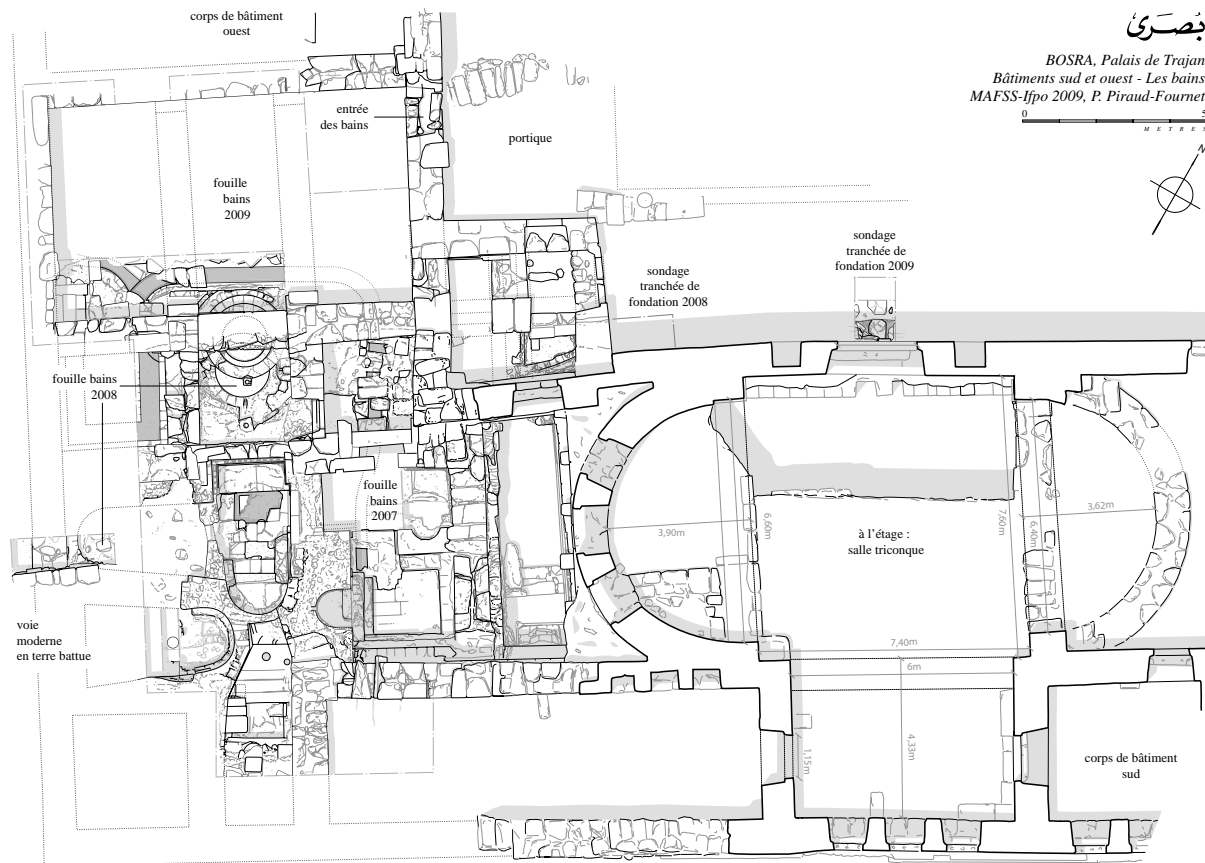 corps de bâtiment
ouest
بُصرَى
BOSRA, Palais de Trajan
Bâtiments sud et ouest - Les bains
MAFSS-Ifpo 2009, P. Piraud-Fournet
0 5
M E T R E S
N
entrée
des bains
portique
fouille
bains
2009
sondage
tranchée de
fondation 2008
sondage
tranchée de
fondation 2009
fouille bains
2008
fouille
bains
2007
3,90m
6,60m
7,60m
6,40m
3,62m
à l’étage :
salle triconque
voie
moderne
en terre battue
7,40m
6m
4,33m
1,15m
corps de bâtiment
sud